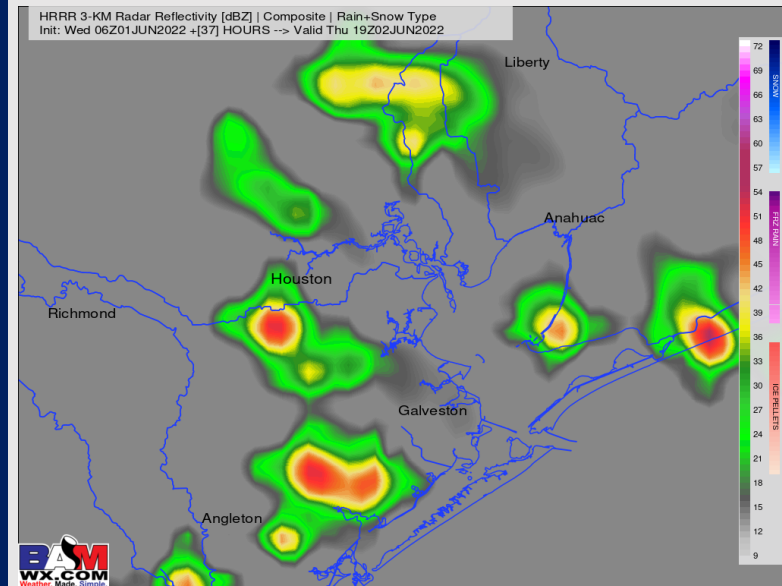 HRRR 3-KM Radar Reflectivity [dBZ] | Composite | Rain+Snow Type
Init: Wed 06Z01JUN2022 +[37] HOURS --> Valid Thu 19Z02JUN2022
Liberty
Anahuac
Houston
Richmond
Galveston
Angleton
72
69
66
63
60
57
54
51
48
45
42
39
36
33
30
27
24
21
18
15
12
9
SNOW
FRZ RAIN
ICE PELLETS
BAM
WX.COM
Weather. Made. Simple.